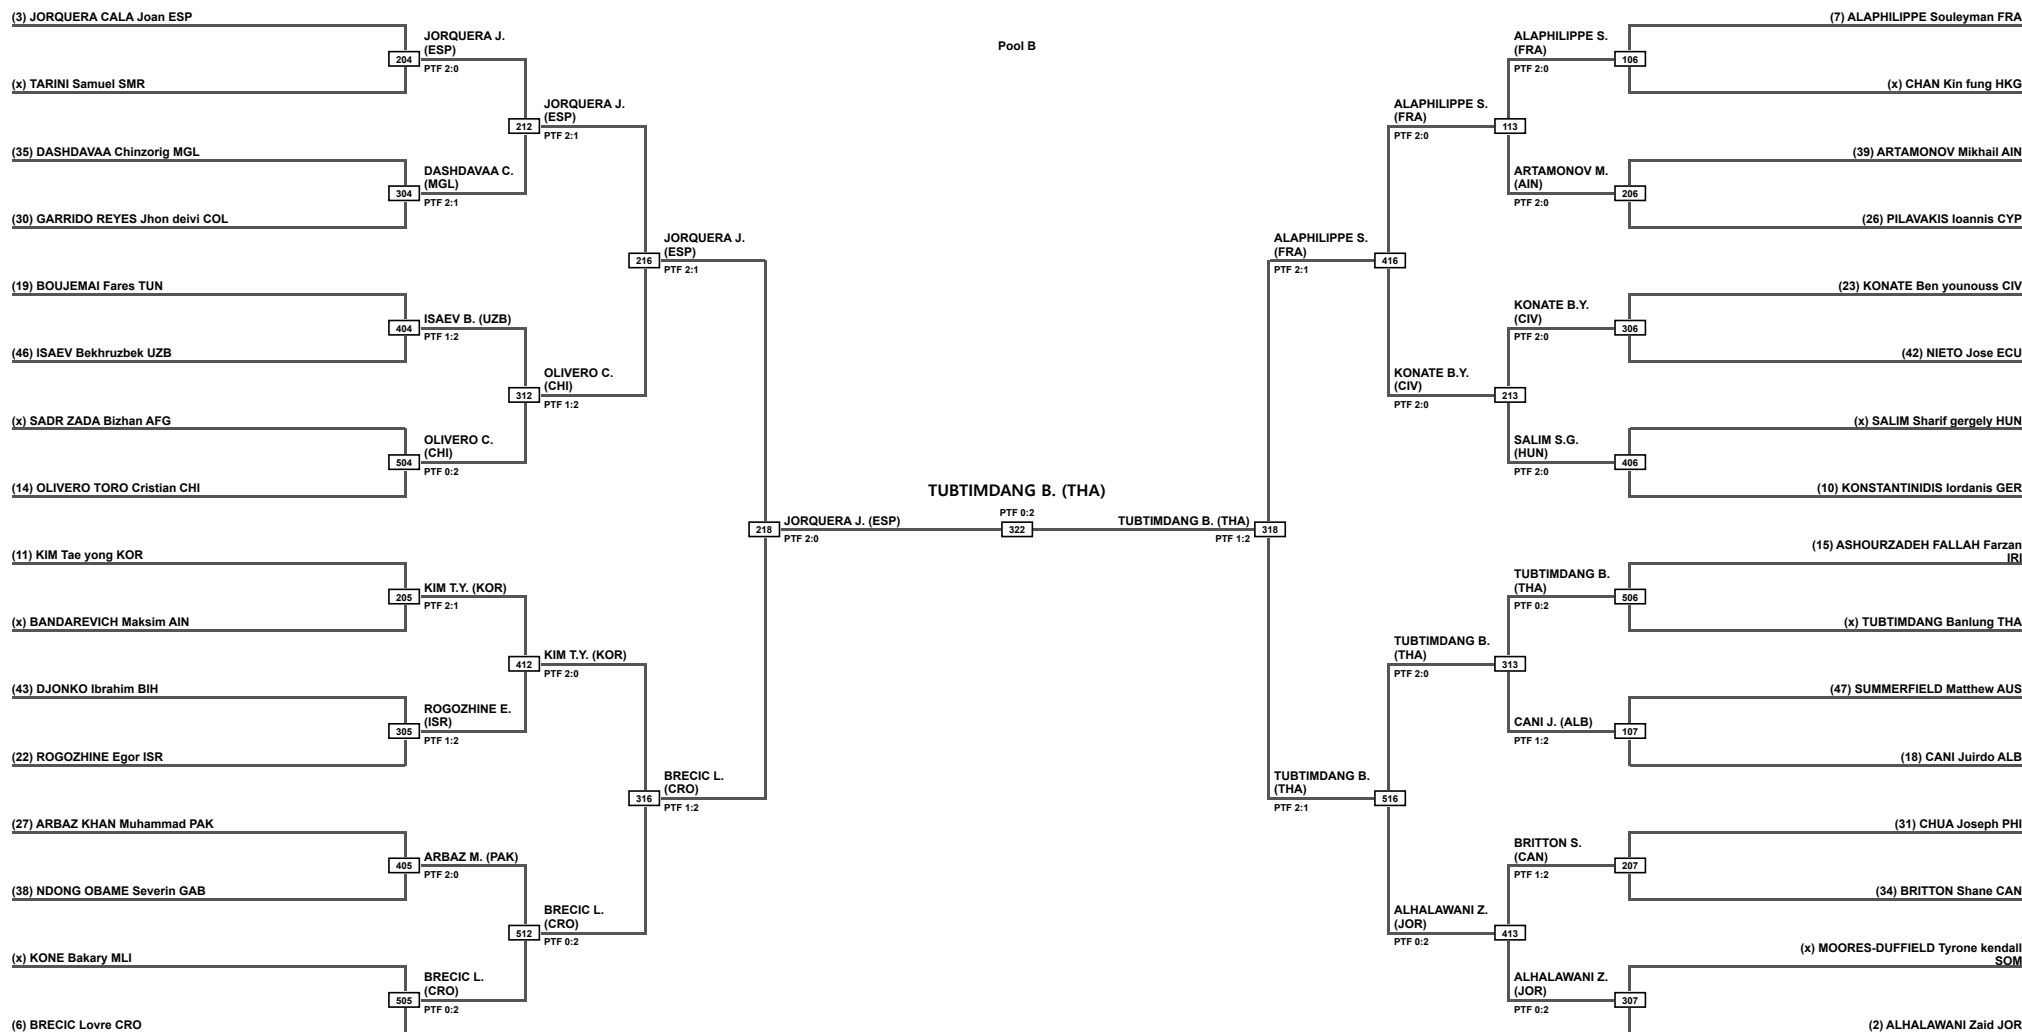 Pool B
(3) JORQUERA CALA Joan ESP
JORQUERA J.
(ESP)
204
PTF 2:0
(x) TARINI Samuel SMR
JORQUERA J.
(ESP)
212
PTF 2:1
(35) DASHDAVAA Chinzorig MGL
DASHDAVAA C.
(MGL)
304
PTF 2:1
(30) GARRIDO REYES Jhon deivi COL
JORQUERA J.
(ESP)
216
PTF 2:1
(19) BOUJEMAI Fares TUN
ISAEV B. (UZB)
404
PTF 1:2
(46) ISAEV Bekhruzbek UZB
OLIVERO C.
(CHI)
312
PTF 1:2
(x) SADR ZADA Bizhan AFG
OLIVERO C.
(CHI)
504
PTF 0:2
(14) OLIVERO TORO Cristian CHI
JORQUERA J. (ESP)
218
PTF 2:0
(11) KIM Tae yong KOR
KIM T.Y. (KOR)
205
PTF 2:1
(x) BANDAREVICH Maksim AIN
KIM T.Y. (KOR)
412
PTF 2:0
(43) DJONKO Ibrahim BIH
ROGOZHINE E.
(ISR)
305
PTF 1:2
(22) ROGOZHINE Egor ISR
BRECIC L.
(CRO)
316
PTF 1:2
(27) ARBAZ KHAN Muhammad PAK
ARBAZ M. (PAK)
405
PTF 2:0
(38) NDONG OBAME Severin GAB
BRECIC L.
(CRO)
512
PTF 0:2
(x) KONE Bakary MLI
BRECIC L.
(CRO)
505
PTF 0:2
(6) BRECIC Lovre CRO
TUBTIMDANG B. (THA)
PTF 0:2
322
(7) ALAPHILIPPE Souleyman FRA
ALAPHILIPPE S.
(FRA)
106
PTF 2:0
(x) CHAN Kin fung HKG
ALAPHILIPPE S.
(FRA)
113
PTF 2:0
(39) ARTAMONOV Mikhail AIN
ARTAMONOV M.
(AIN)
206
PTF 2:0
(26) PILAVAKIS Ioannis CYP
ALAPHILIPPE S.
(FRA)
416
PTF 2:1
(23) KONATE Ben younouss CIV
KONATE B.Y.
(CIV)
306
PTF 2:0
(42) NIETO Jose ECU
KONATE B.Y.
(CIV)
213
PTF 2:0
(x) SALIM Sharif gergely HUN
SALIM S.G.
(HUN)
406
PTF 2:0
(10) KONSTANTINIDIS Iordanis GER
TUBTIMDANG B. (THA)
318
PTF 1:2
(15) ASHOURZADEH FALLAH Farzan
IRI
TUBTIMDANG B.
(THA)
506
PTF 0:2
(x) TUBTIMDANG Banlung THA
TUBTIMDANG B.
(THA)
313
PTF 2:0
(47) SUMMERFIELD Matthew AUS
CANI J. (ALB)
107
PTF 1:2
(18) CANI Juirdo ALB
TUBTIMDANG B.
(THA)
516
PTF 2:1
(31) CHUA Joseph PHI
BRITTON S.
(CAN)
207
PTF 1:2
(34) BRITTON Shane CAN
ALHALAWANI Z.
(JOR)
413
PTF 0:2
(x) MOORES-DUFFIELD Tyrone kendall
SOM
ALHALAWANI Z.
(JOR)
307
PTF 0:2
(2) ALHALAWANI Zaid JOR